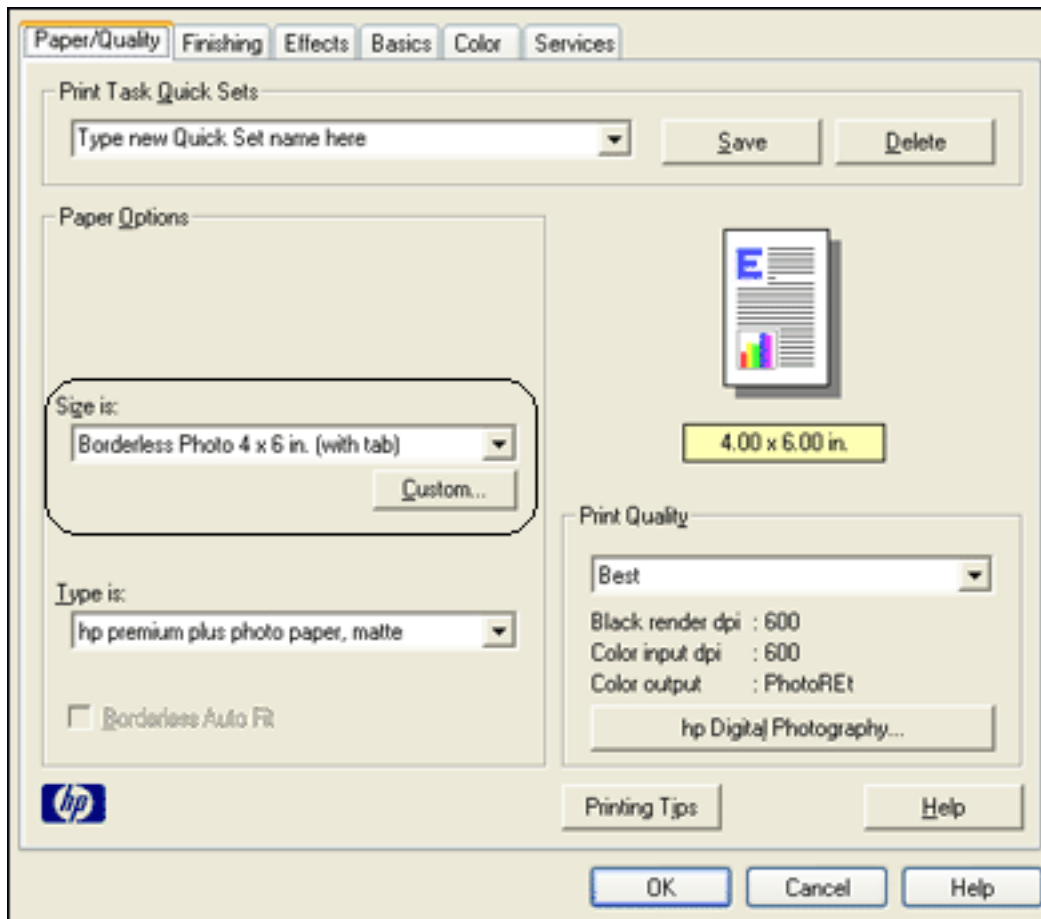 Paper/Quality Finishing Effects Basics Color Services
Print Task Quick Sets
Type new Quick Set name here Save Delete
Paper Options
E
Size is:
Borderless Photo 4 x 6 in. (with tab)
Custom...
4.00 x 6.00 in.
Type is:
hp premium plus photo paper, matte
Borderless Auto Fit
Print Quality
Best
Black render dpi : 600
Color input dpi : 600
Color output : PhotoREt
hp Digital Photography...
hp
Printing Tips Help
OK Cancel Help